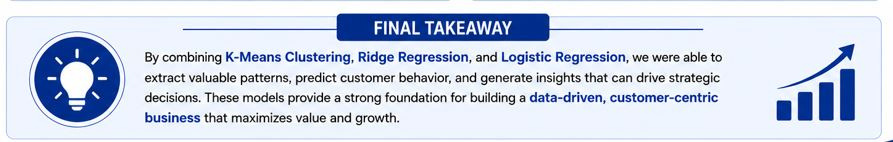 FINAL TAKEAWAY
By combining K-Means Clustering, Ridge Regression, and Logistic Regression, we were able to
extract valuable patterns, predict customer behavior, and generate insights that can drive strategic
decisions. These models provide a strong foundation for building a data-driven, customer-centric
business that maximizes value and growth.